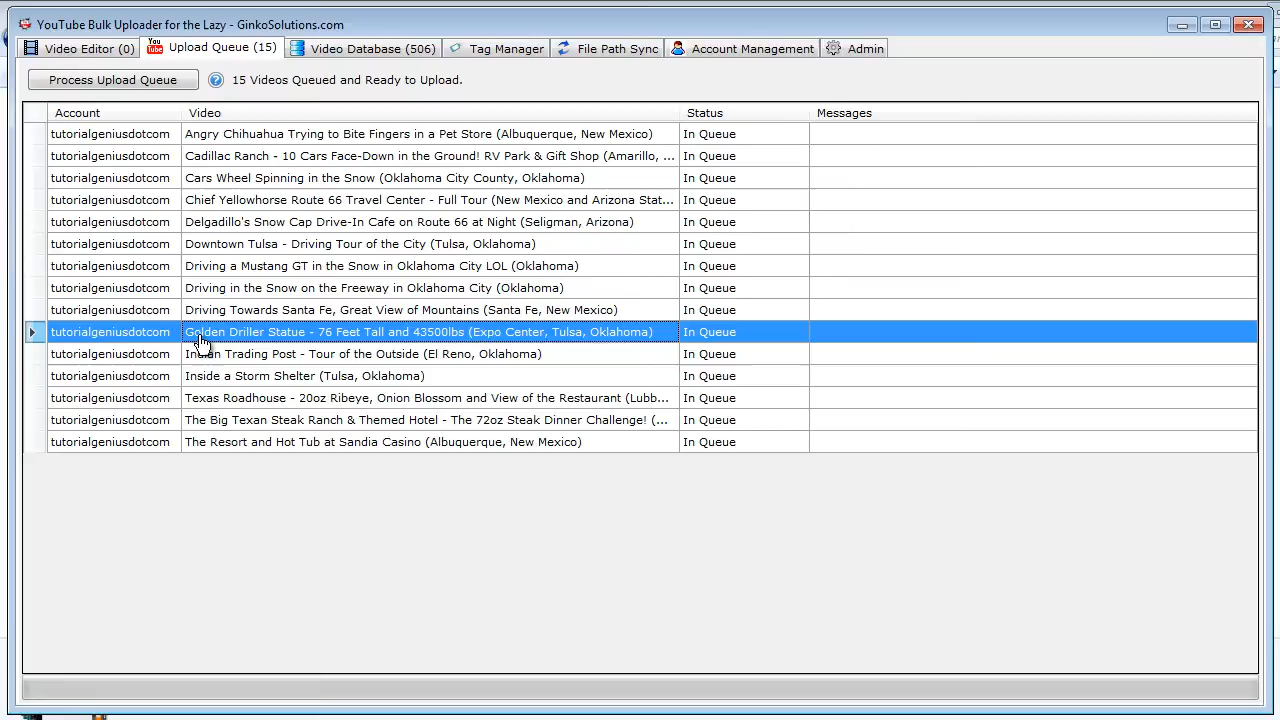 YouTube Bulk Uploader for the Lazy - GinkoSolutions.com
Video Editor (0) You Tube Upload Queue (15) Video Database (506) Tag Manager File Path Sync Account Management Admin
Process Upload Queue ? 15 Videos Queued and Ready to Upload.
Account Video Status Messages
tutorialgeniusdotcom Angry Chihuahua Trying to Bite Fingers in a Pet Store (Albuquerque, New Mexico) In Queue
tutorialgeniusdotcom Cadillac Ranch - 10 Cars Face-Down in the Ground! RV Park & Gift Shop (Amarillo, ... In Queue
tutorialgeniusdotcom Cars Wheel Spinning in the Snow (Oklahoma City County, Oklahoma) In Queue
tutorialgeniusdotcom Chief Yellowhorse Route 66 Travel Center - Full Tour (New Mexico and Arizona Stat... In Queue
tutorialgeniusdotcom Delgadillo's Snow Cap Drive-In Cafe on Route 66 at Night (Seligman, Arizona) In Queue
tutorialgeniusdotcom Downtown Tulsa - Driving Tour of the City (Tulsa, Oklahoma) In Queue
tutorialgeniusdotcom Driving a Mustang GT in the Snow in Oklahoma City LOL (Oklahoma) In Queue
tutorialgeniusdotcom Driving in the Snow on the Freeway in Oklahoma City (Oklahoma) In Queue
tutorialgeniusdotcom Driving Towards Santa Fe, Great View of Mountains (Santa Fe, New Mexico) In Queue
tutorialgeniusdotcom Golden Driller Statue - 76 Feet Tall and 43500lbs (Expo Center, Tulsa, Oklahoma) In Queue
tutorialgeniusdotcom Indian Trading Post - Tour of the Outside (El Reno, Oklahoma) In Queue
tutorialgeniusdotcom Inside a Storm Shelter (Tulsa, Oklahoma) In Queue
tutorialgeniusdotcom Texas Roadhouse - 20oz Ribeye, Onion Blossom and View of the Restaurant (Lubb... In Queue
tutorialgeniusdotcom The Big Texan Steak Ranch & Themed Hotel - The 72oz Steak Dinner Challenge! (... In Queue
tutorialgeniusdotcom The Resort and Hot Tub at Sandia Casino (Albuquerque, New Mexico) In Queue